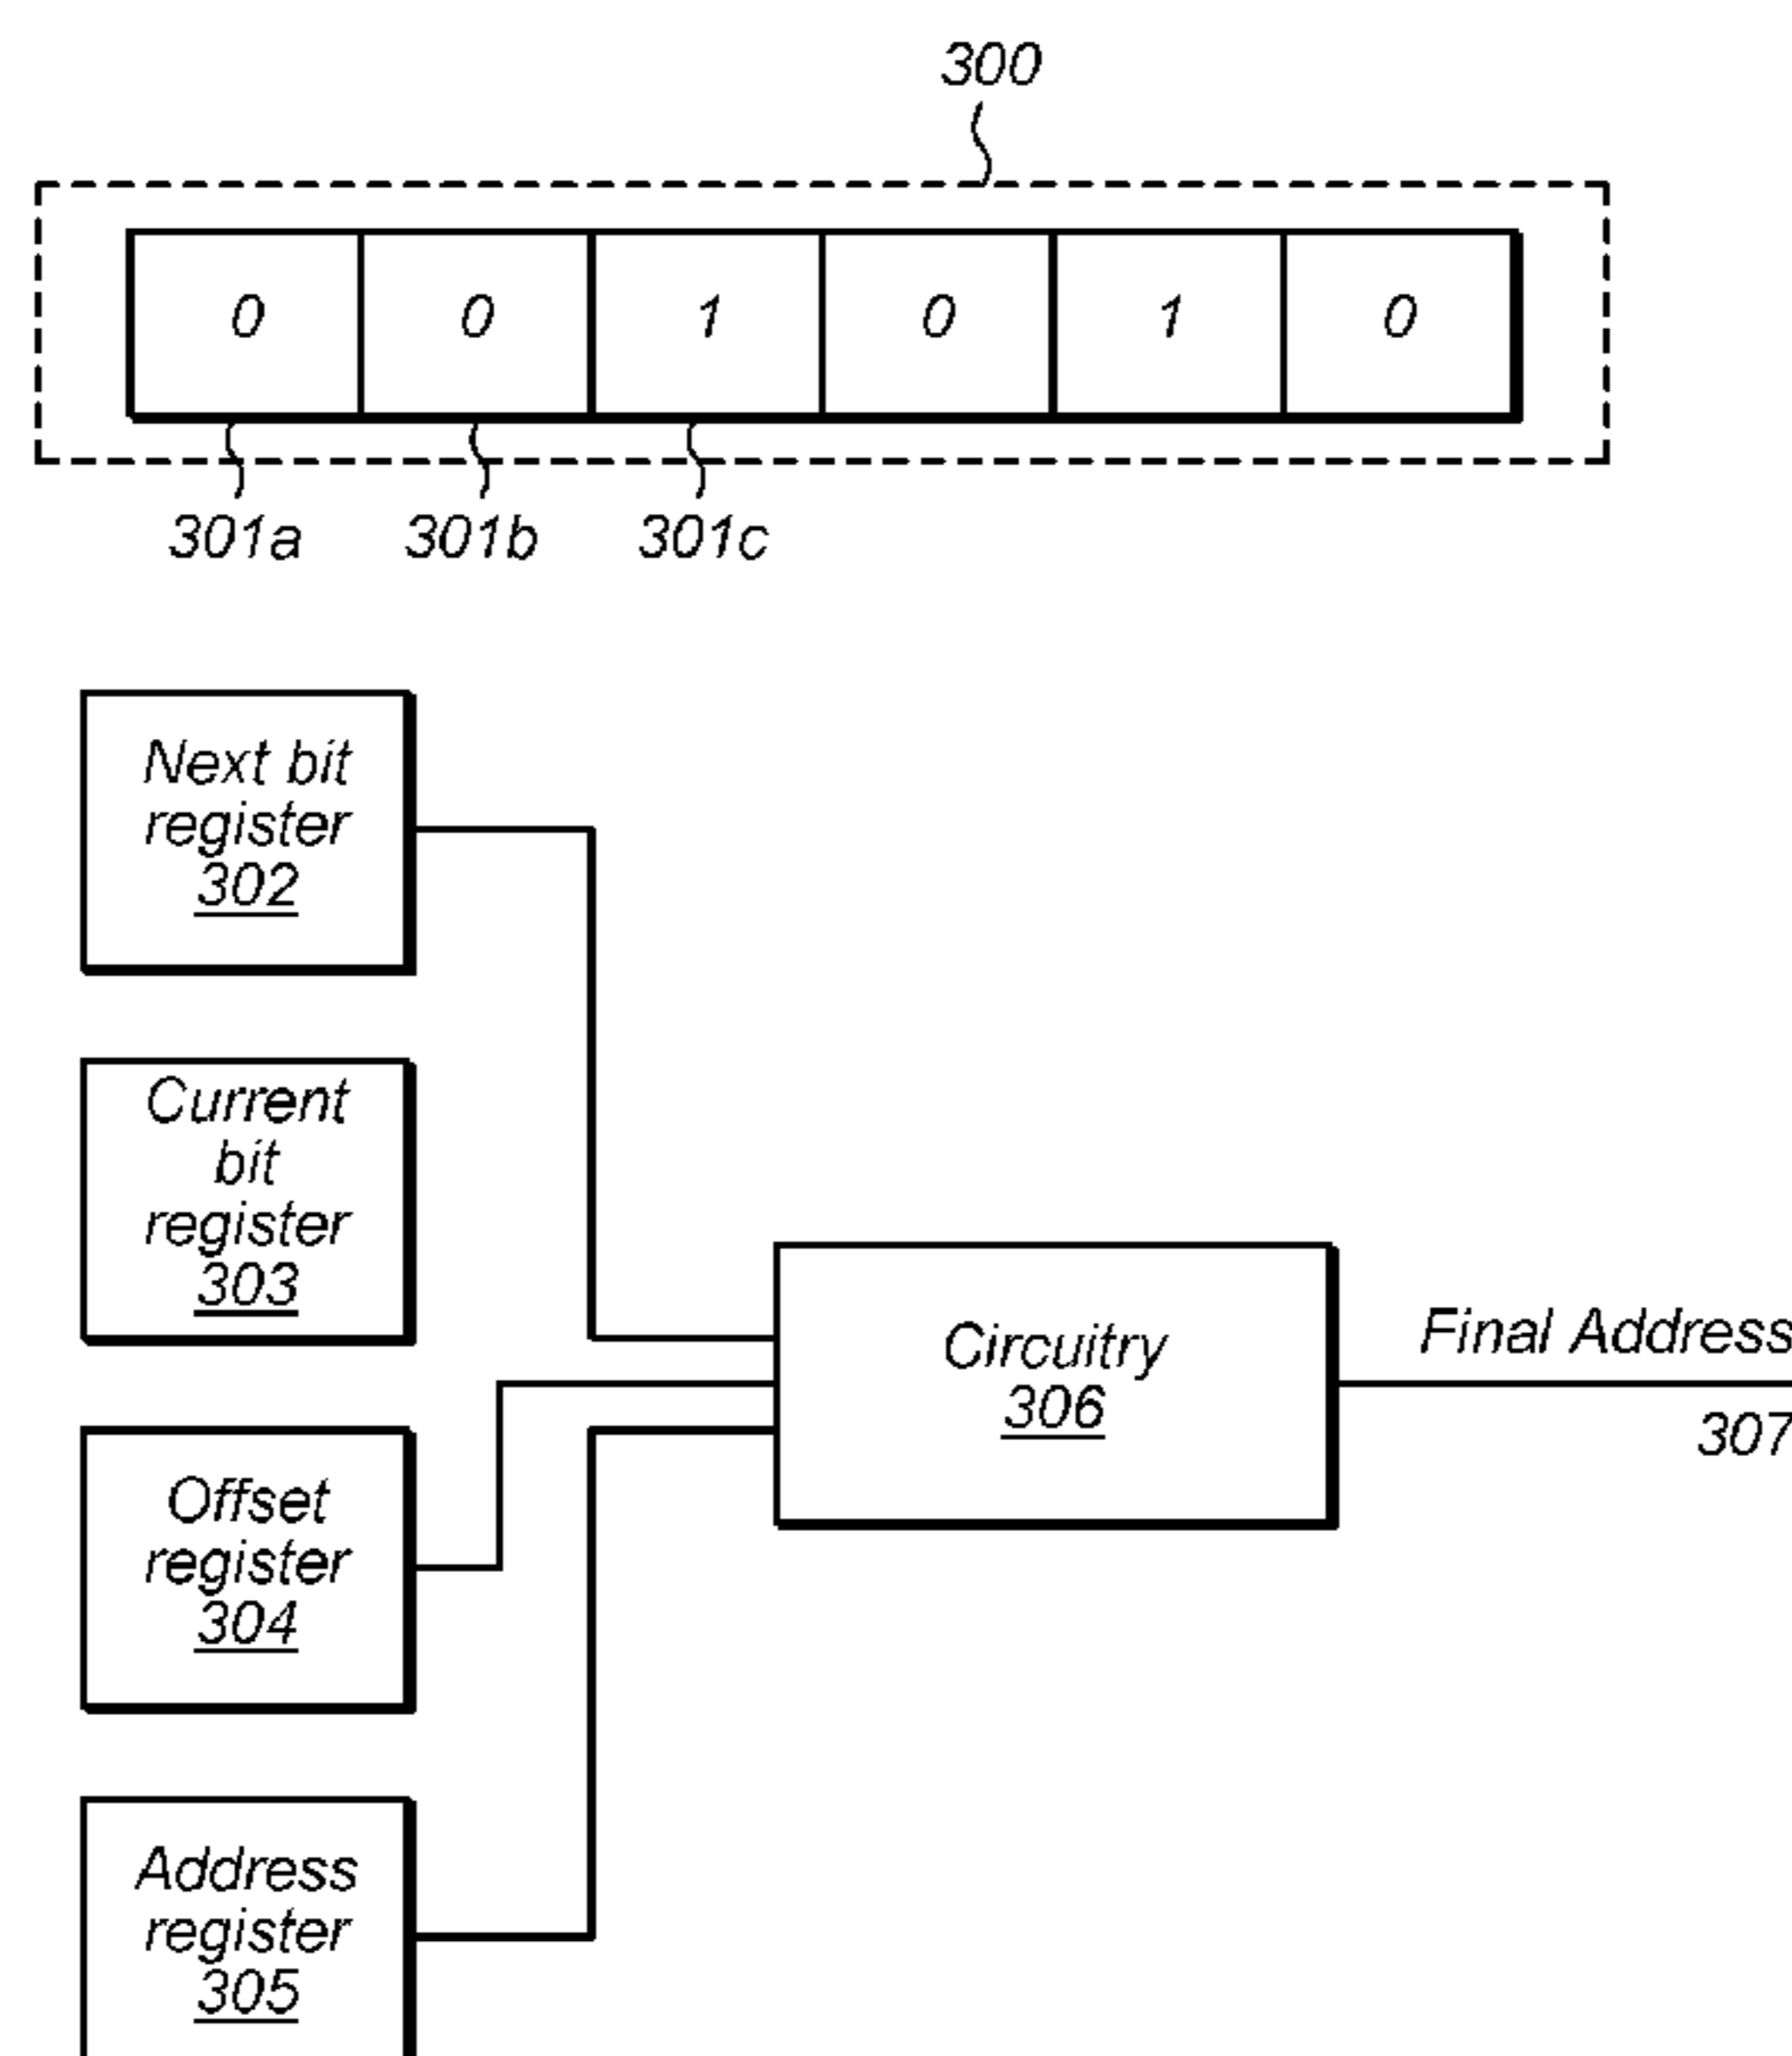 300
0 0 1 0 1 0
301a 301b 301c
Next bit
register
302
Current
bit
register
303
Offset
register
304
Address
register
305
Circuitry
306
Final Address
307